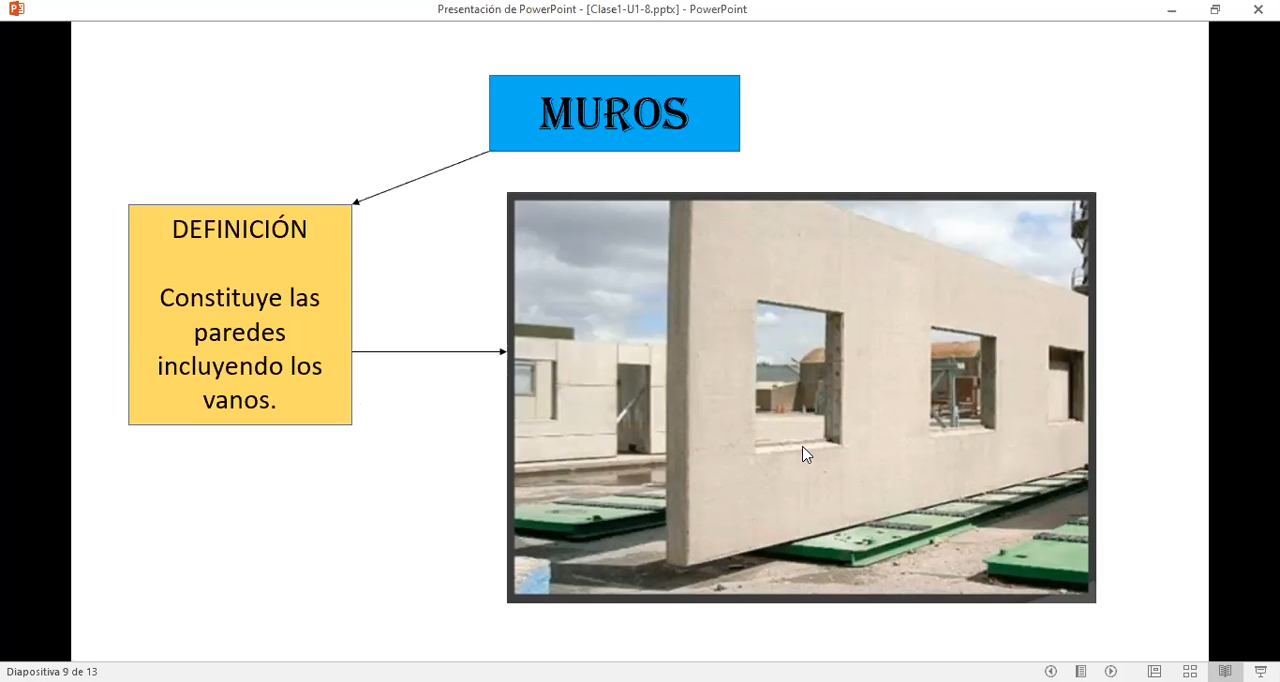 Presentación de PowerPoint - [Clase1-U1-8.pptx] - PowerPoint
MUROS
DEFINICIÓN
Constituye las
paredes
incluyendo los
vanos.
Diapositiva 9 de 13